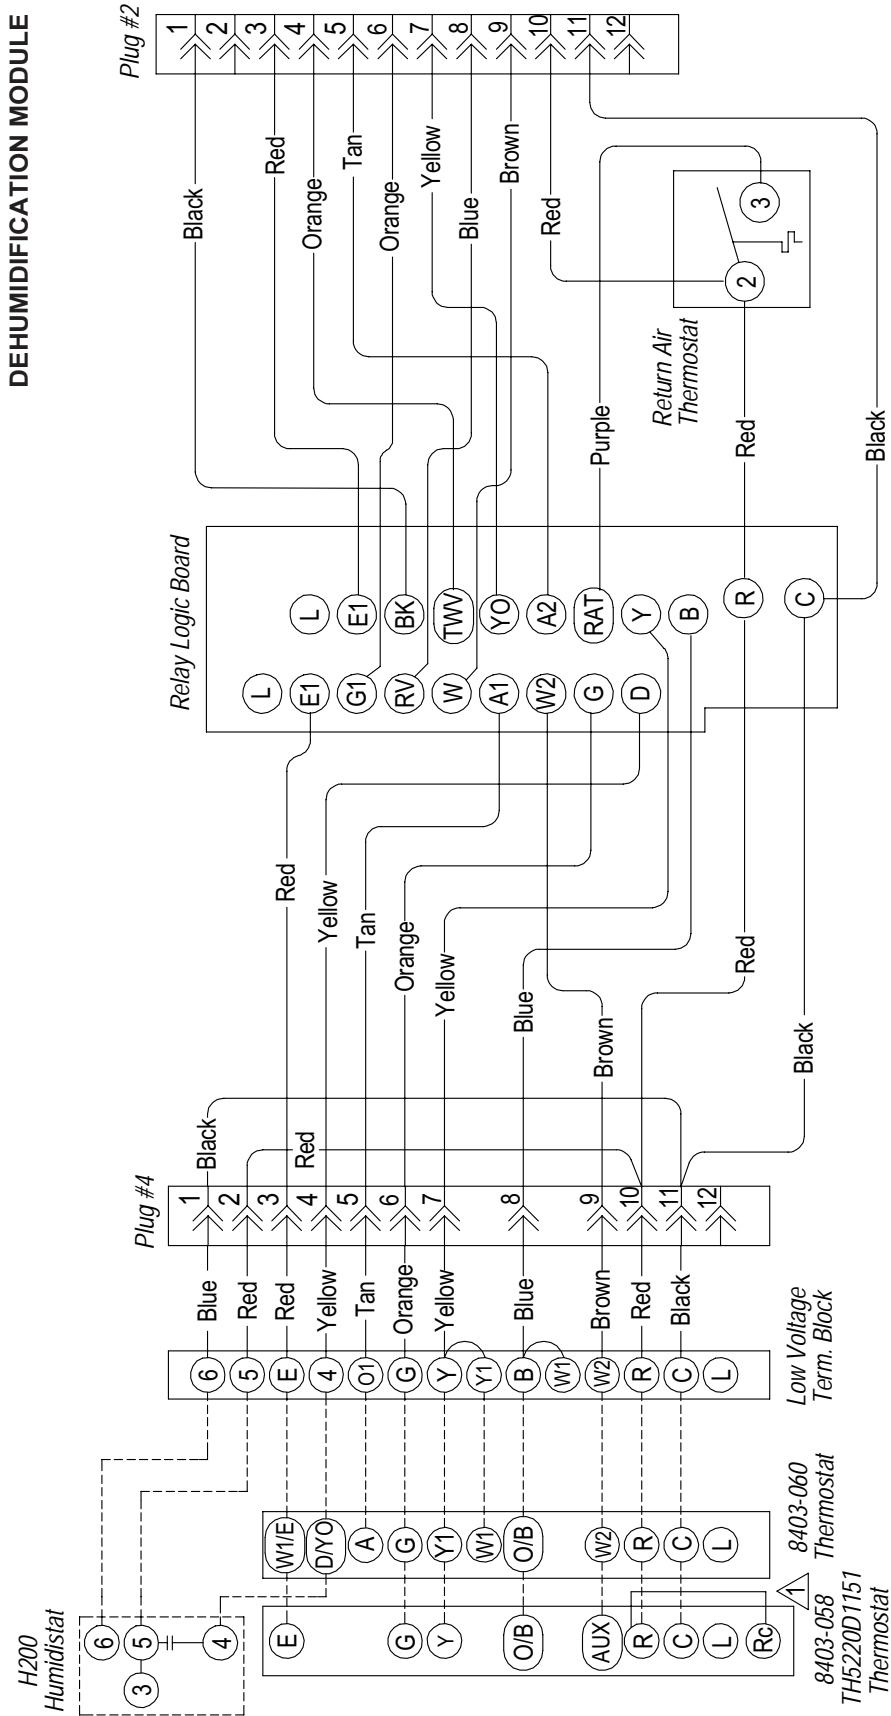 DEHUMIDIFICATION MODULE
Plug #2
1
2
3
4
5
6
7
8
9
10
11
12
Black
Red
Orange
Tan
Orange
Yellow
Blue
Brown
Red
Purple
Red
Black
3
2
Return Air
Thermostat
Relay Logic Board
L
E1
BK
TWV
YO
A2
RAT
Y
B
R
C
L
E1
G1
RV
W
A1
W2
G
D
Red
Yellow
Tan
Orange
Yellow
Blue
Brown
Red
Black
Black
Red
Plug #4
1
2
3
4
5
6
7
8
9
10
11
12
Blue
Red
Red
Yellow
Tan
Orange
Yellow
Blue
Brown
Red
Black
Low Voltage
Term. Block
6
5
E
4
O1
G
Y
Y1
B
W1
W2
R
C
L
8403-060
Thermostat
W1/E
D/YO
A
G
Y1
W1
O/B
W2
R
C
L
1
8403-058
TH5220D1151
Thermostat
E
G
Y
O/B
AUX
R
C
L
Rc
H200
Humidistat
6
5
4
3